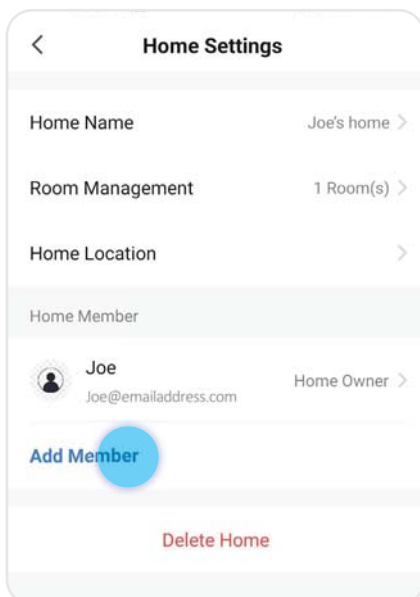 Home Settings
Home Name Joe's home
Room Management 1 Room(s)
Home Location
Home Member
Joe
Joe@emailaddress.com
Home Owner
Add Member
Delete Home